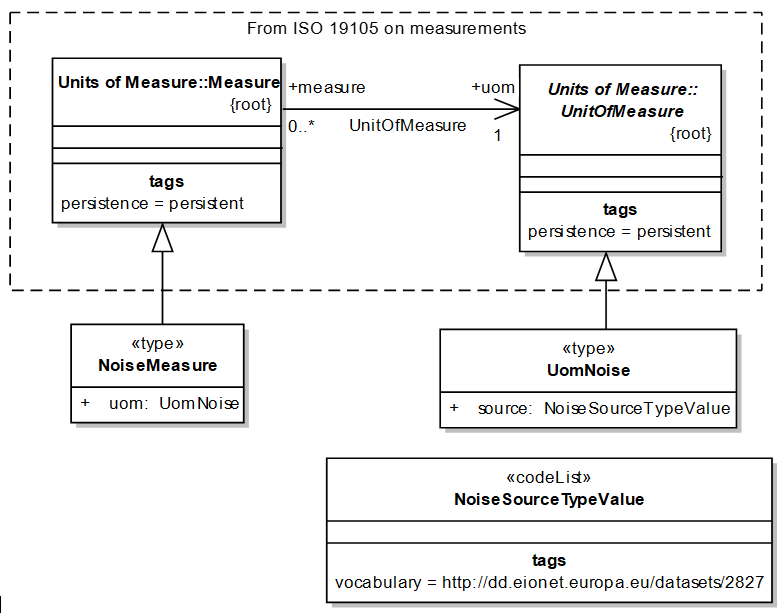 From ISO 19105 on measurements
Units of Measure::Measure
{root}
tags
persistence = persistent
+measure
0..*
UnitOfMeasure
+uom
1
Units of Measure::
UnitOfMeasure
{root}
tags
persistence = persistent
«type»
NoiseMeasure
+ uom: UomNoise
«type»
UomNoise
+ source: NoiseSourceTypeValue
«codeList»
NoiseSourceTypeValue
tags
vocabulary = http://dd.eionet.europa.eu/datasets/2827